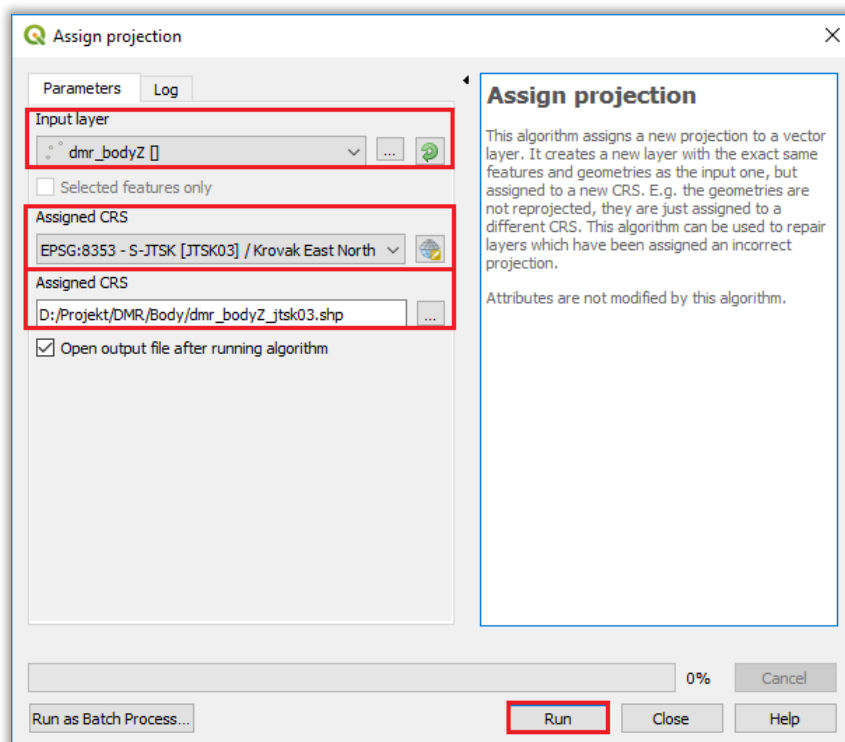 Assign projection
Parameters
Log
Input layer
dmr_bodyZ []
...
Selected features only
Assigned CRS
EPSG:8353 - S-JTSK [JTSK03] / Krovak East North
Assigned CRS
D:/Projekt/DMR/Body/dmr_bodyZ_jtsk03.shp
...
Open output file after running algorithm
Assign projection
This algorithm assigns a new projection to a vector
layer. It creates a new layer with the exact same
features and geometries as the input one, but
assigned to a new CRS. E.g. the geometries are
not reprojected, they are just assigned to a
different CRS. This algorithm can be used to repair
layers which have been assigned an incorrect
projection.
Attributes are not modified by this algorithm.
0%
Cancel
Run as Batch Process...
Run
Close
Help